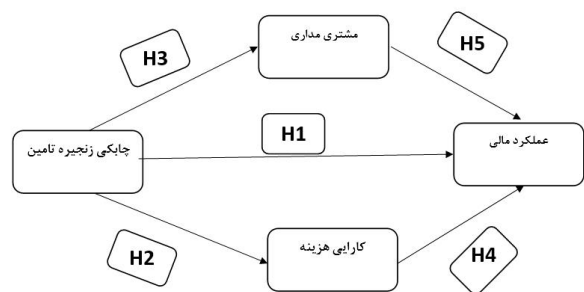 مشتری مداری
H3
H5
H1
چابکی زنجیره تامین
عملکرد مالی
کارایی هزینه
H2
H4